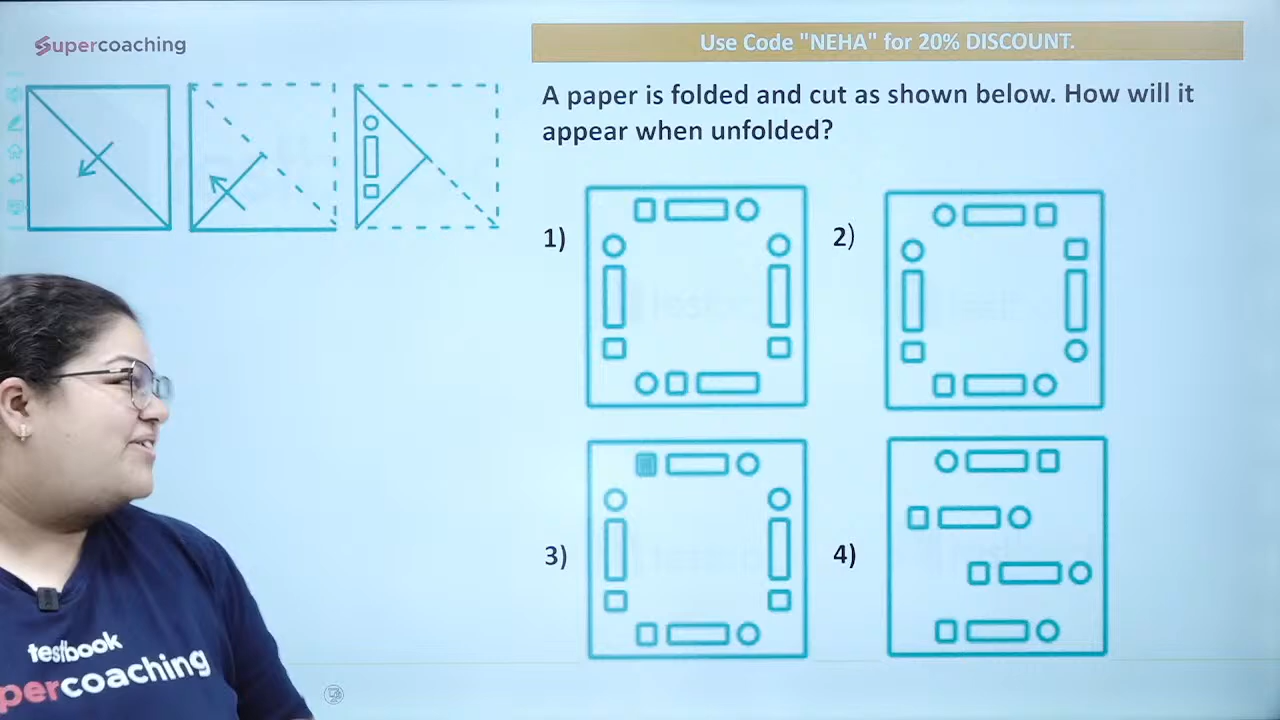 Supercoaching
Use Code "NEHA" for 20% DISCOUNT.
A paper is folded and cut as shown below. How will it
appear when unfolded?
1)
2)
3)
4)
testbook
percoaching